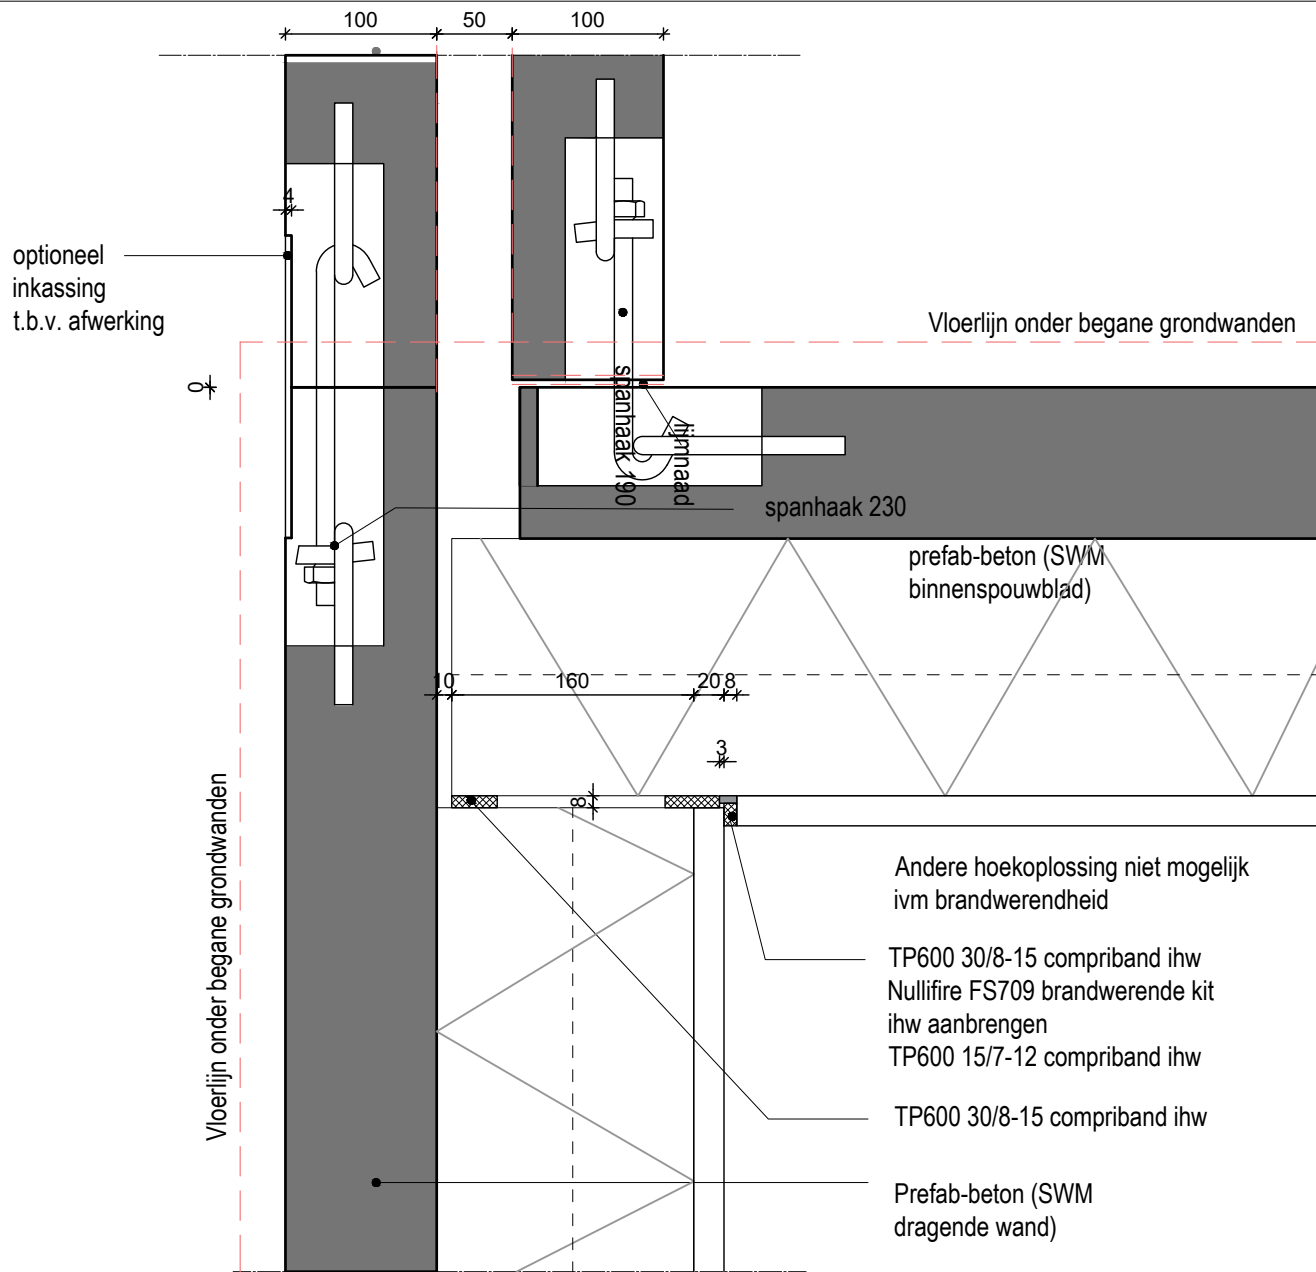 100
50
100
4
optioneel
inkassing
t.b.v. afwerking
Vloerlijn onder begane grondwanden
0
spanhaak 190
lijmnaad
spanhaak 230
prefab-beton (SWM
binnenspouwblad)
10
160
20
8
3
8
Vloerlijn onder begane grondwanden
Andere hoekoplossing niet mogelijk
ivm brandwerendheid
TP600 30/8-15 compriband ihw
Nullifire FS709 brandwerende kit
ihw aanbrengen
TP600 15/7-12 compriband ihw
TP600 30/8-15 compriband ihw
Prefab-beton (SWM
dragende wand)